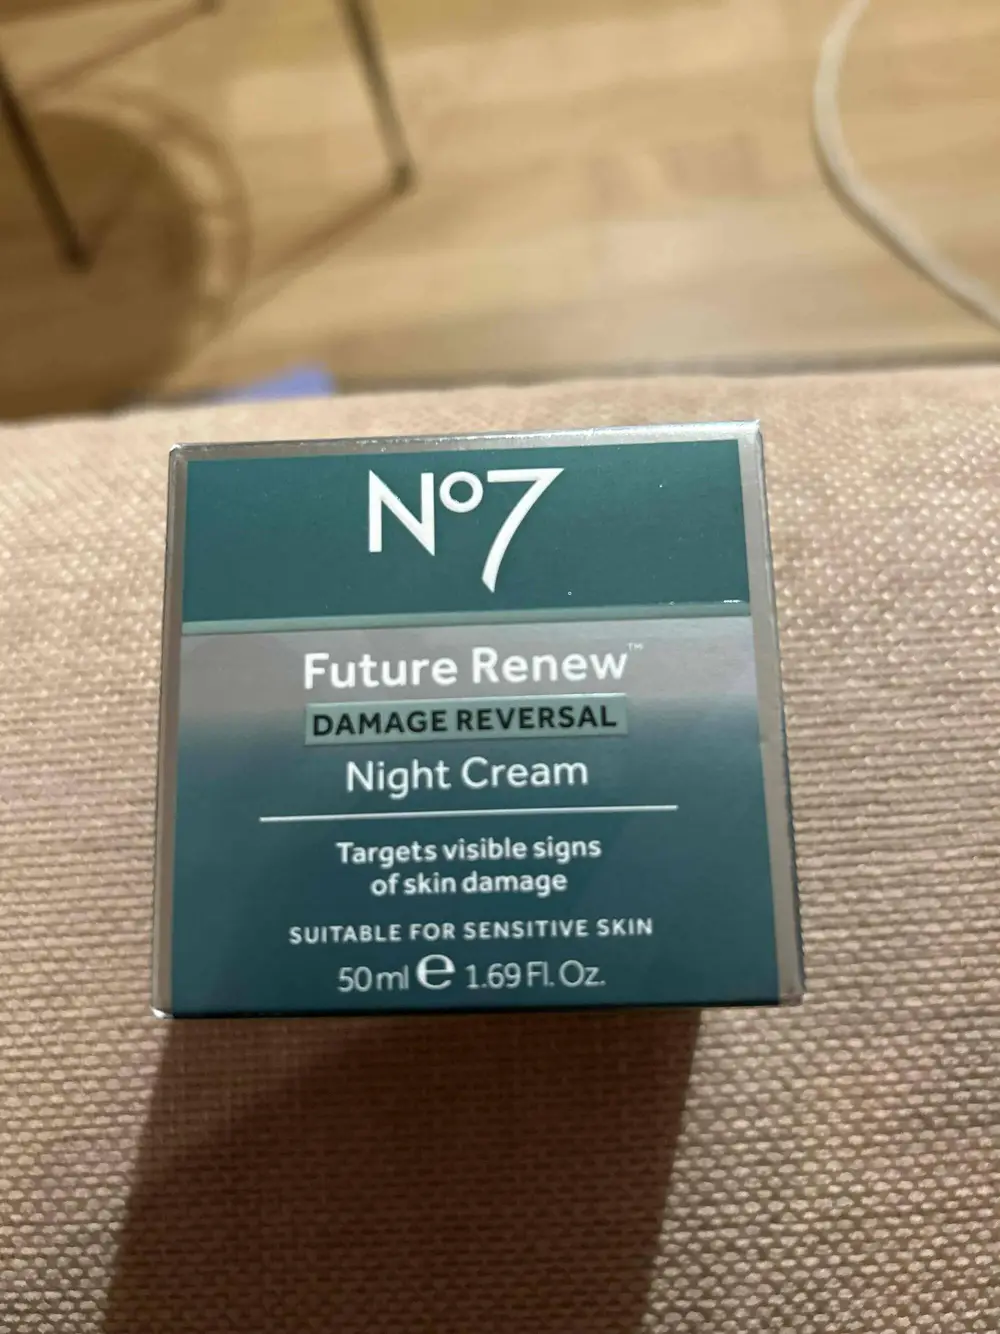 Nº7
Future Renew™
DAMAGE REVERSAL
Night Cream
Targets visible signs
of skin damage
SUITABLE FOR SENSITIVE SKIN
50ml e 1.69 Fl. Oz.